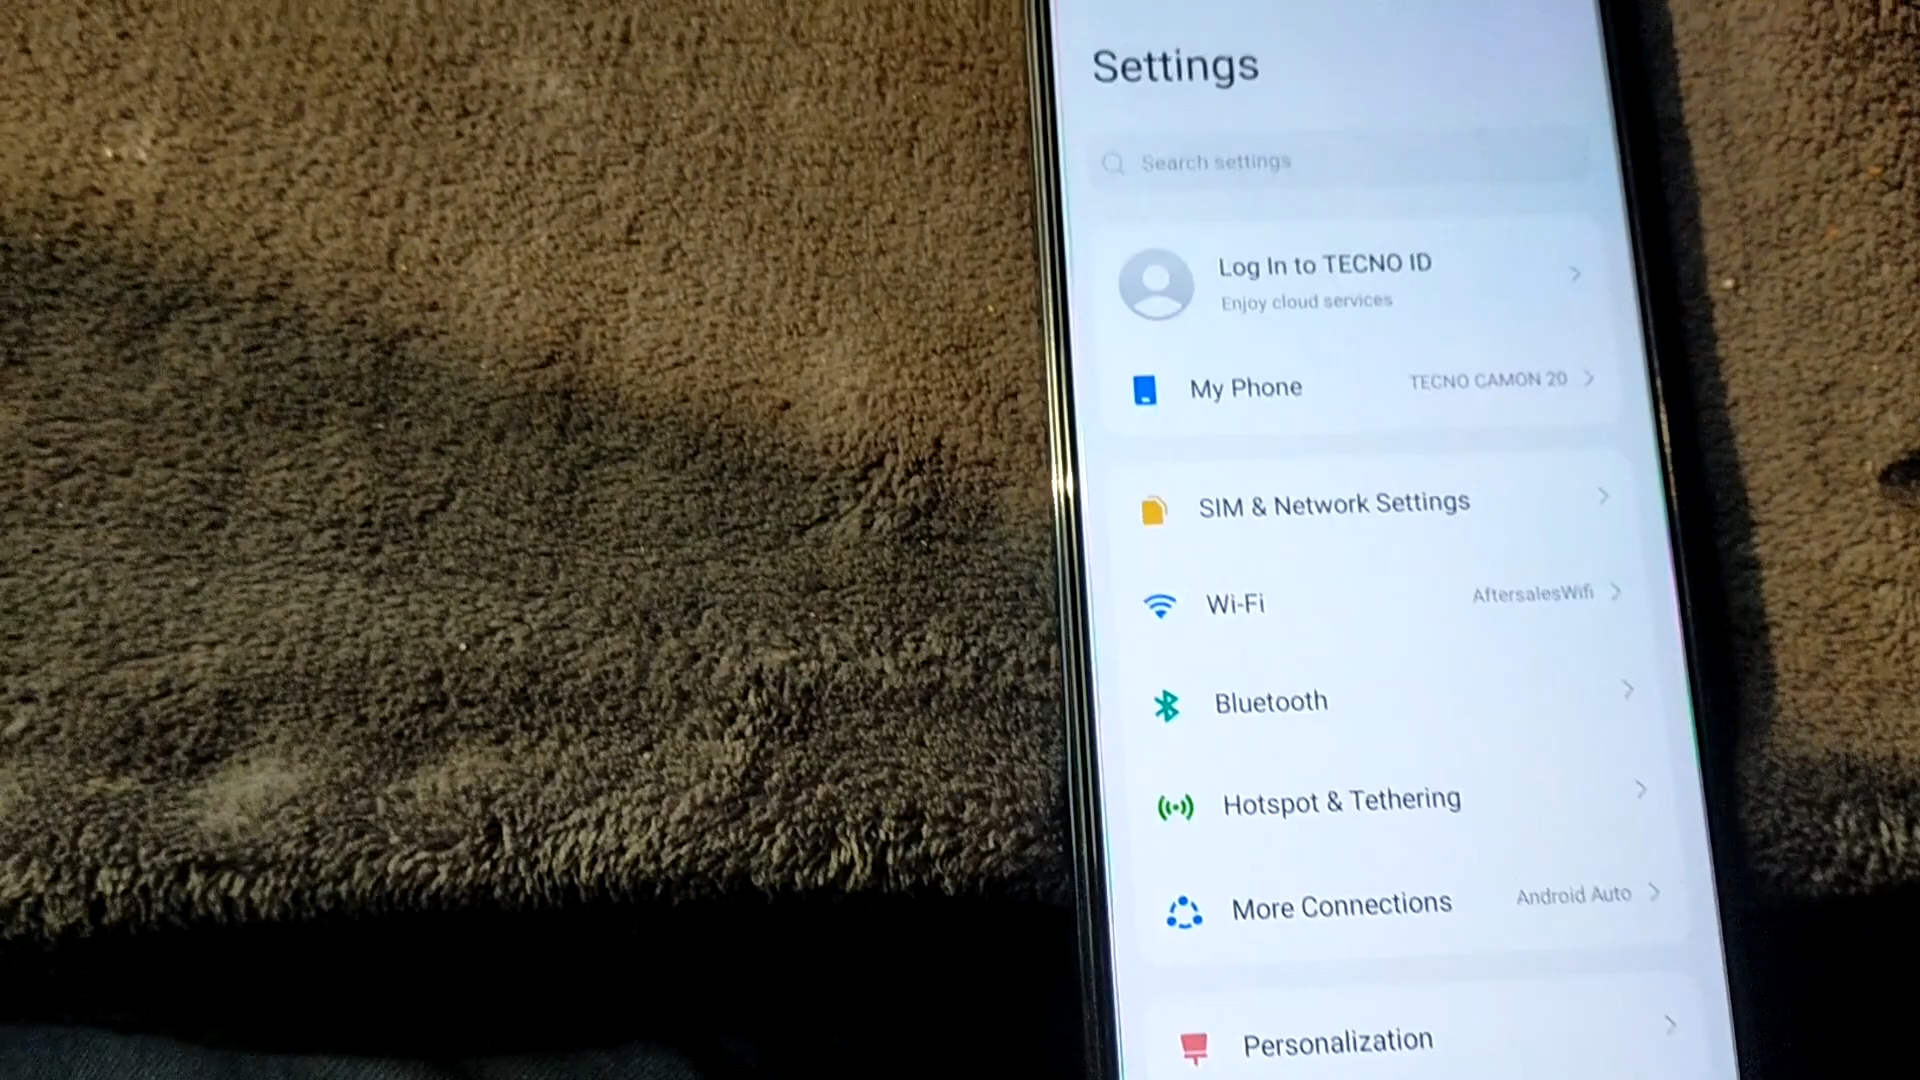 Settings
Search settings
Log In to TECNO ID
Enjoy cloud services
My Phone TECNO CAMON 20
SIM & Network Settings
Wi-Fi AftersalesWifi
Bluetooth
Hotspot & Tethering
More Connections Android Auto
Personalization